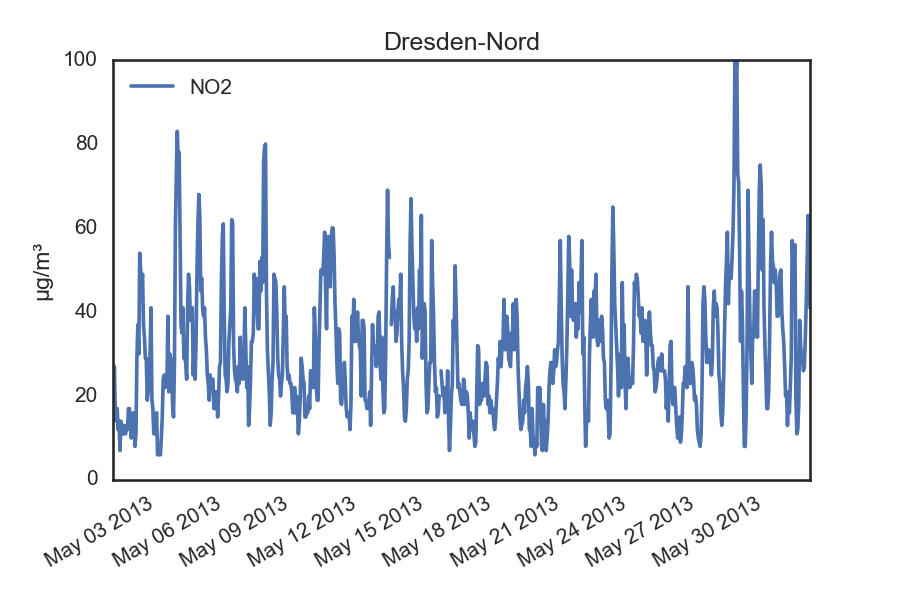 Dresden-Nord
NO2
µg/m³
100
80
60
40
20
0
May 03 2013
May 06 2013
May 09 2013
May 12 2013
May 15 2013
May 18 2013
May 21 2013
May 24 2013
May 27 2013
May 30 2013